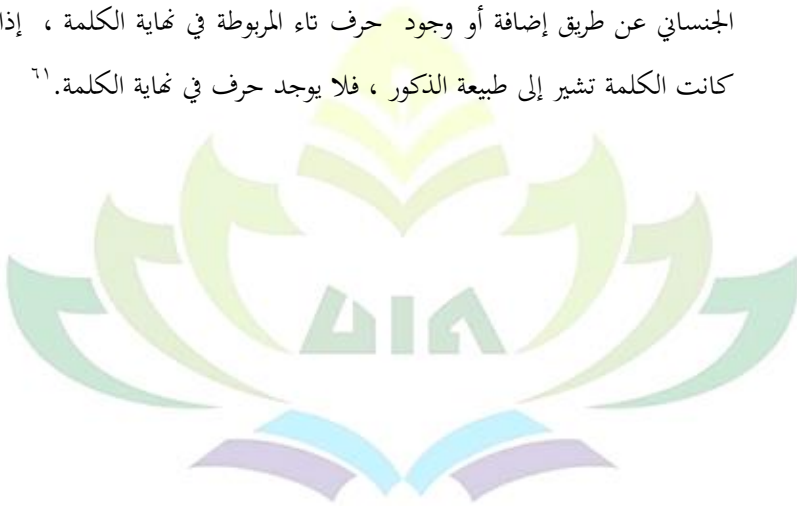 الجنساني عن طريق إضافة أو وجود حرف تاء المربوطة في نهاية الكلمة ، إذا
كانت الكلمة تشير إلى طبيعة الذكور ، فلا يوجد حرف في نهاية الكلمة.٦١
UIN